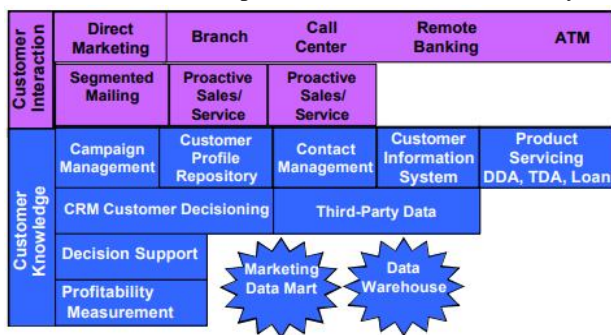 Customer
Interaction
Direct
Marketing
Branch
Call
Center
Remote
Banking
ATM
Segmented
Mailing
Proactive
Sales/
Service
Proactive
Sales/
Service
Customer
Knowledge
Campaign
Management
Customer
Profile
Repository
Contact
Management
Customer
Information
System
Product
Servicing
DDA, TDA, Loan
CRM Customer Decisioning
Third-Party Data
Decision Support
Marketing
Data Mart
Data
Warehouse
Profitability
Measurement